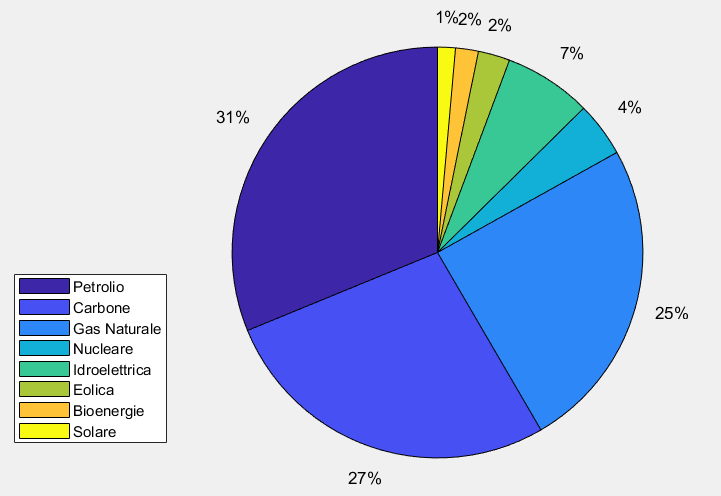 1%
2%
2%
7%
4%
31%
25%
27%
Petrolio
Carbone
Gas Naturale
Nucleare
Idroelettrica
Eolica
Bioenergie
Solare